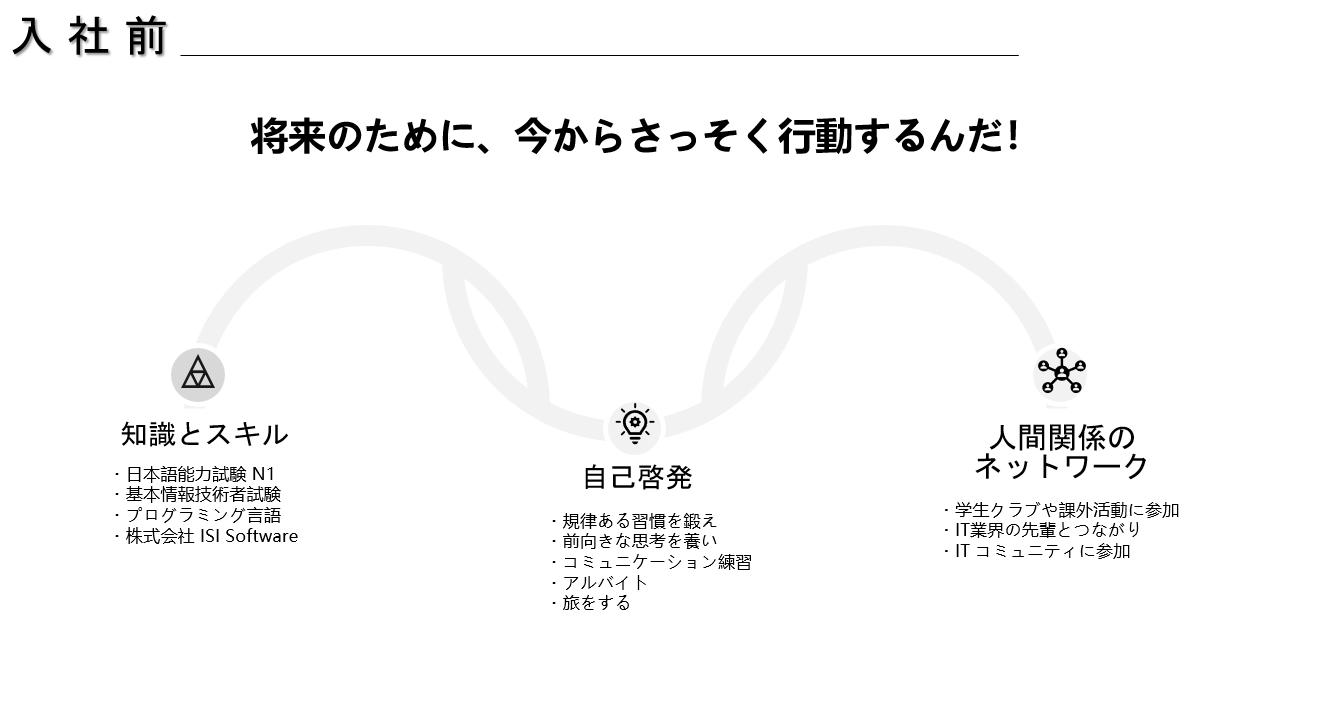 入社前
将来のために、今からさっそく行動するんだ!
知識とスキル
・日本語能力試験 N1
・基本情報技術者試験
・プログラミング言語
・株式会社 ISI Software
自己啓発
・規律ある習慣を鍛え
・前向きな思考を養い
・コミュニケーション練習
・アルバイト
・旅をする
人間関係の
ネットワーク
・学生クラブや課外活動に参加
・IT業界の先輩とつながり
・IT コミュニティに参加